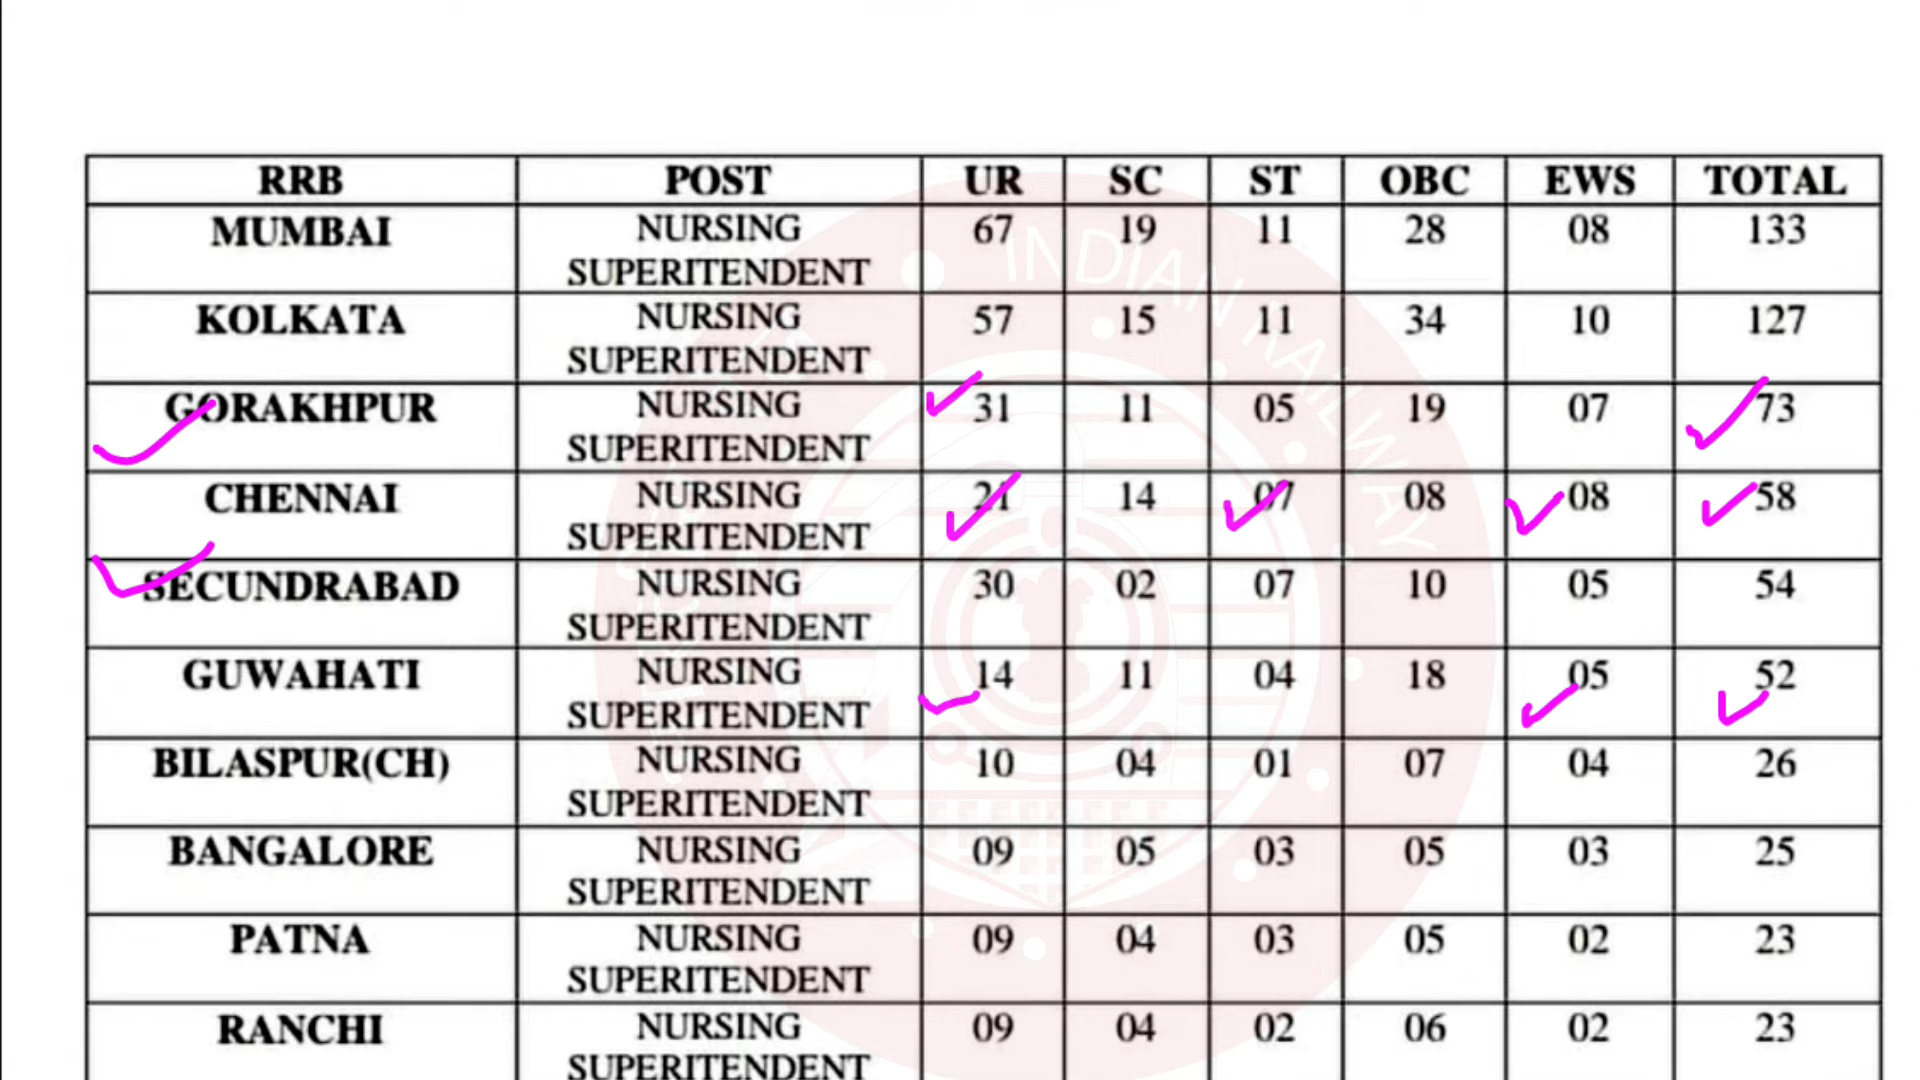 RRB POST UR SC ST OBC EWS TOTAL
MUMBAI NURSING SUPERITENDENT 67 19 11 28 08 133
KOLKATA NURSING SUPERITENDENT 57 15 11 34 10 127
GORAKHPUR NURSING SUPERITENDENT 31 11 05 19 07 73
CHENNAI NURSING SUPERITENDENT 21 14 07 08 08 58
SECUNDRABAD NURSING SUPERITENDENT 30 02 07 10 05 54
GUWAHATI NURSING SUPERITENDENT 14 11 04 18 05 52
BILASPUR(CH) NURSING SUPERITENDENT 10 04 01 07 04 26
BANGALORE NURSING SUPERITENDENT 09 05 03 05 03 25
PATNA NURSING SUPERITENDENT 09 04 03 05 02 23
RANCHI NURSING SUPERITENDENT 09 04 02 06 02 23
INDIAN RAILWAY